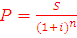 P = S / (1+i)^n